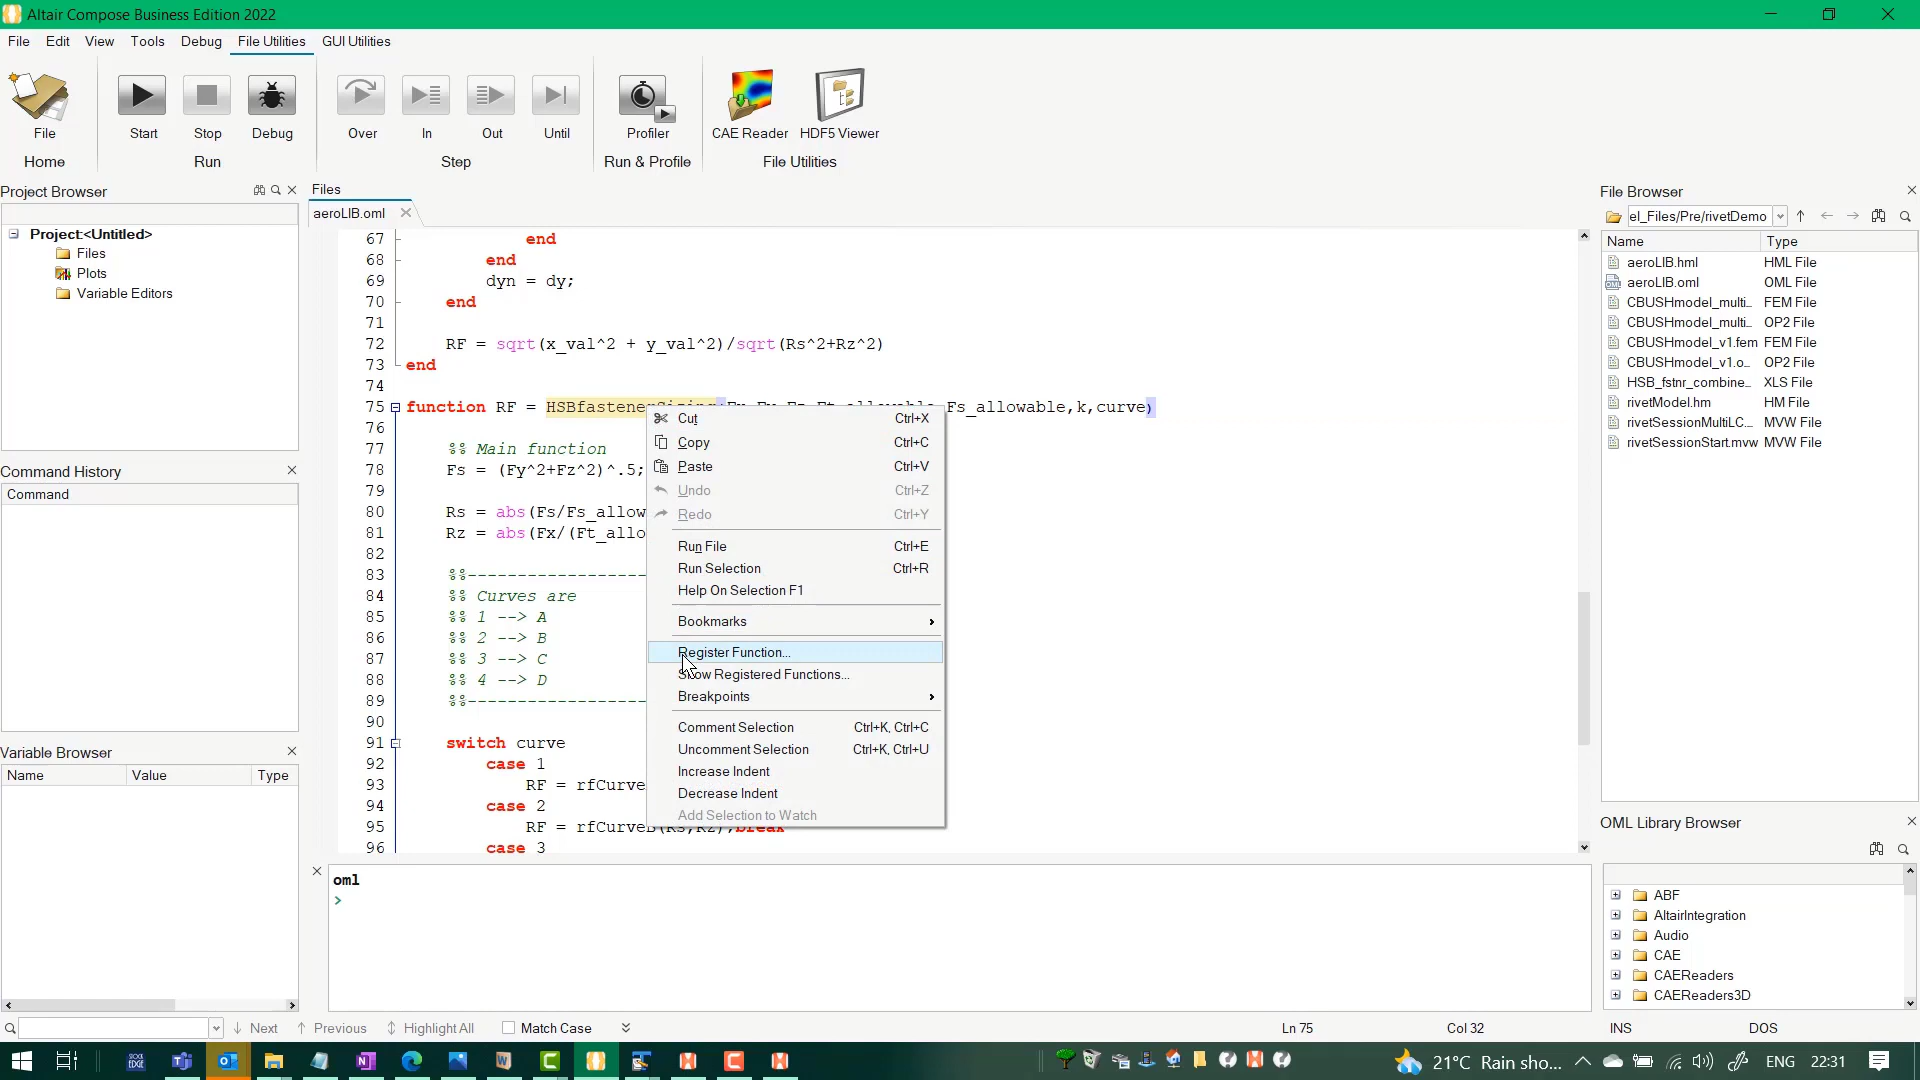 Altair Compose Business Edition 2022
File Edit View Tools Debug File Utilities GUI Utilities
File Start Stop Debug Over In Out Until Profiler CAE Reader HDF5 Viewer
Home Run Step Run & Profile File Utilities
Project Browser
Project:<Untitled>
Files
Plots
Variable Editors
Command History
Command
Variable Browser
Name Value Type
Files
aeroLIB.oml
67 end
68 end
69 dyn = dy;
70 end
71
72 RF = sqrt(x_val^2 + y_val^2)/sqrt(Rs^2+Rz^2)
73 end
74
75 function RF = HSBfastenerSizing(Fx,Fy,Fz,Ft_allowable,Fs_allowable,k,curve)
76
77 %% Main function
78 Fs = (Fy^2+Fz^2)^.5;
79
80 Rs = abs(Fs/Fs_allow
81 Rz = abs(Fx/(Ft_allo
82
83 %%------------------
84 %% Curves are
85 %% 1 --> A
86 %% 2 --> B
87 %% 3 --> C
88 %% 4 --> D
89 %%------------------
90
91 switch curve
92 case 1
93 RF = rfCurve
94 case 2
95 RF = rfCurveB(Rs,Rz);break
96 case 3
Cut Ctrl+X
Copy Ctrl+C
Paste Ctrl+V
Undo Ctrl+Z
Redo Ctrl+Y
Run File Ctrl+E
Run Selection Ctrl+R
Help On Selection F1
Bookmarks
Register Function...
Show Registered Functions...
Breakpoints
Comment Selection Ctrl+K, Ctrl+C
Uncomment Selection Ctrl+K, Ctrl+U
Increase Indent
Decrease Indent
Add Selection to Watch
oml
>
File Browser
el_Files/Pre/rivetDemo
Name Type
aeroLIB.hml HML File
aeroLIB.oml OML File
CBUSHmodel_multi... FEM File
CBUSHmodel_multi... OP2 File
CBUSHmodel_v1.fem FEM File
CBUSHmodel_v1.o... OP2 File
HSB_fstnr_combine... XLS File
rivetModel.hm HM File
rivetSessionMultiLC... MVW File
rivetSessionStart.mvw MVW File
OML Library Browser
ABF
AltairIntegration
Audio
CAE
CAEReaders
CAEReaders3D
Next Previous Highlight All Match Case Ln 75 Col 32 INS DOS
21°C Rain sho... ENG 22:31